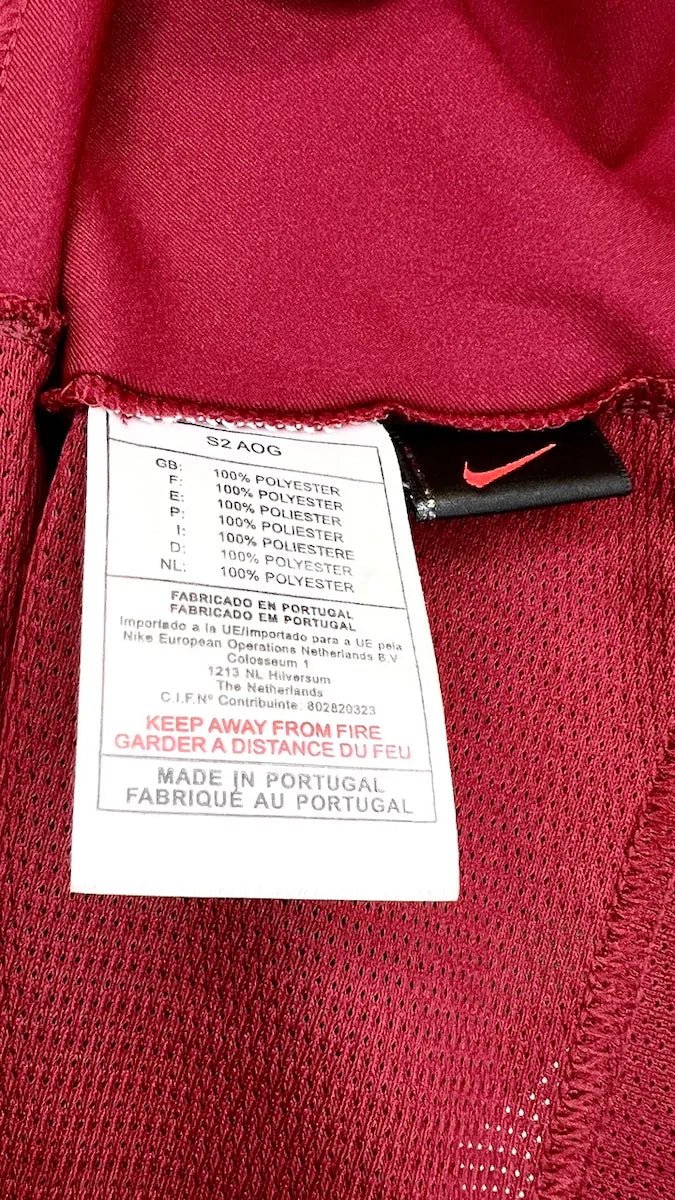 S2 AOG
GB: 100% POLYESTER
F: 100% POLYESTER
E: 100% POLIESTER
P: 100% POLIESTER
I: 100% POLIESTERE
D: 100% POLYESTER
NL: 100% POLYESTER
FABRICADO EN PORTUGAL
FABRICADO EM PORTUGAL
Importado a la UE/Importado para a UE pela
Nike European Operations Netherlands B.V
Colosseum 1
1213 NL Hilversum
The Netherlands
C.I.F.Nº Contribuinte: 802820323
KEEP AWAY FROM FIRE
GARDER A DISTANCE DU FEU
MADE IN PORTUGAL
FABRIQUÉ AU PORTUGAL